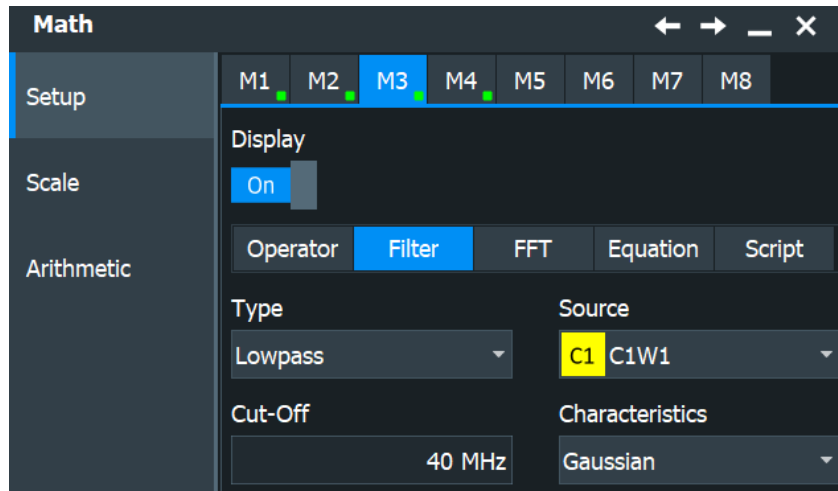 Math
Setup
Scale
Arithmetic
M1 M2 M3 M4 M5 M6 M7 M8
Display
On
Operator Filter FFT Equation Script
Type Source
Lowpass C1 C1W1
Cut-Off Characteristics
40 MHz Gaussian